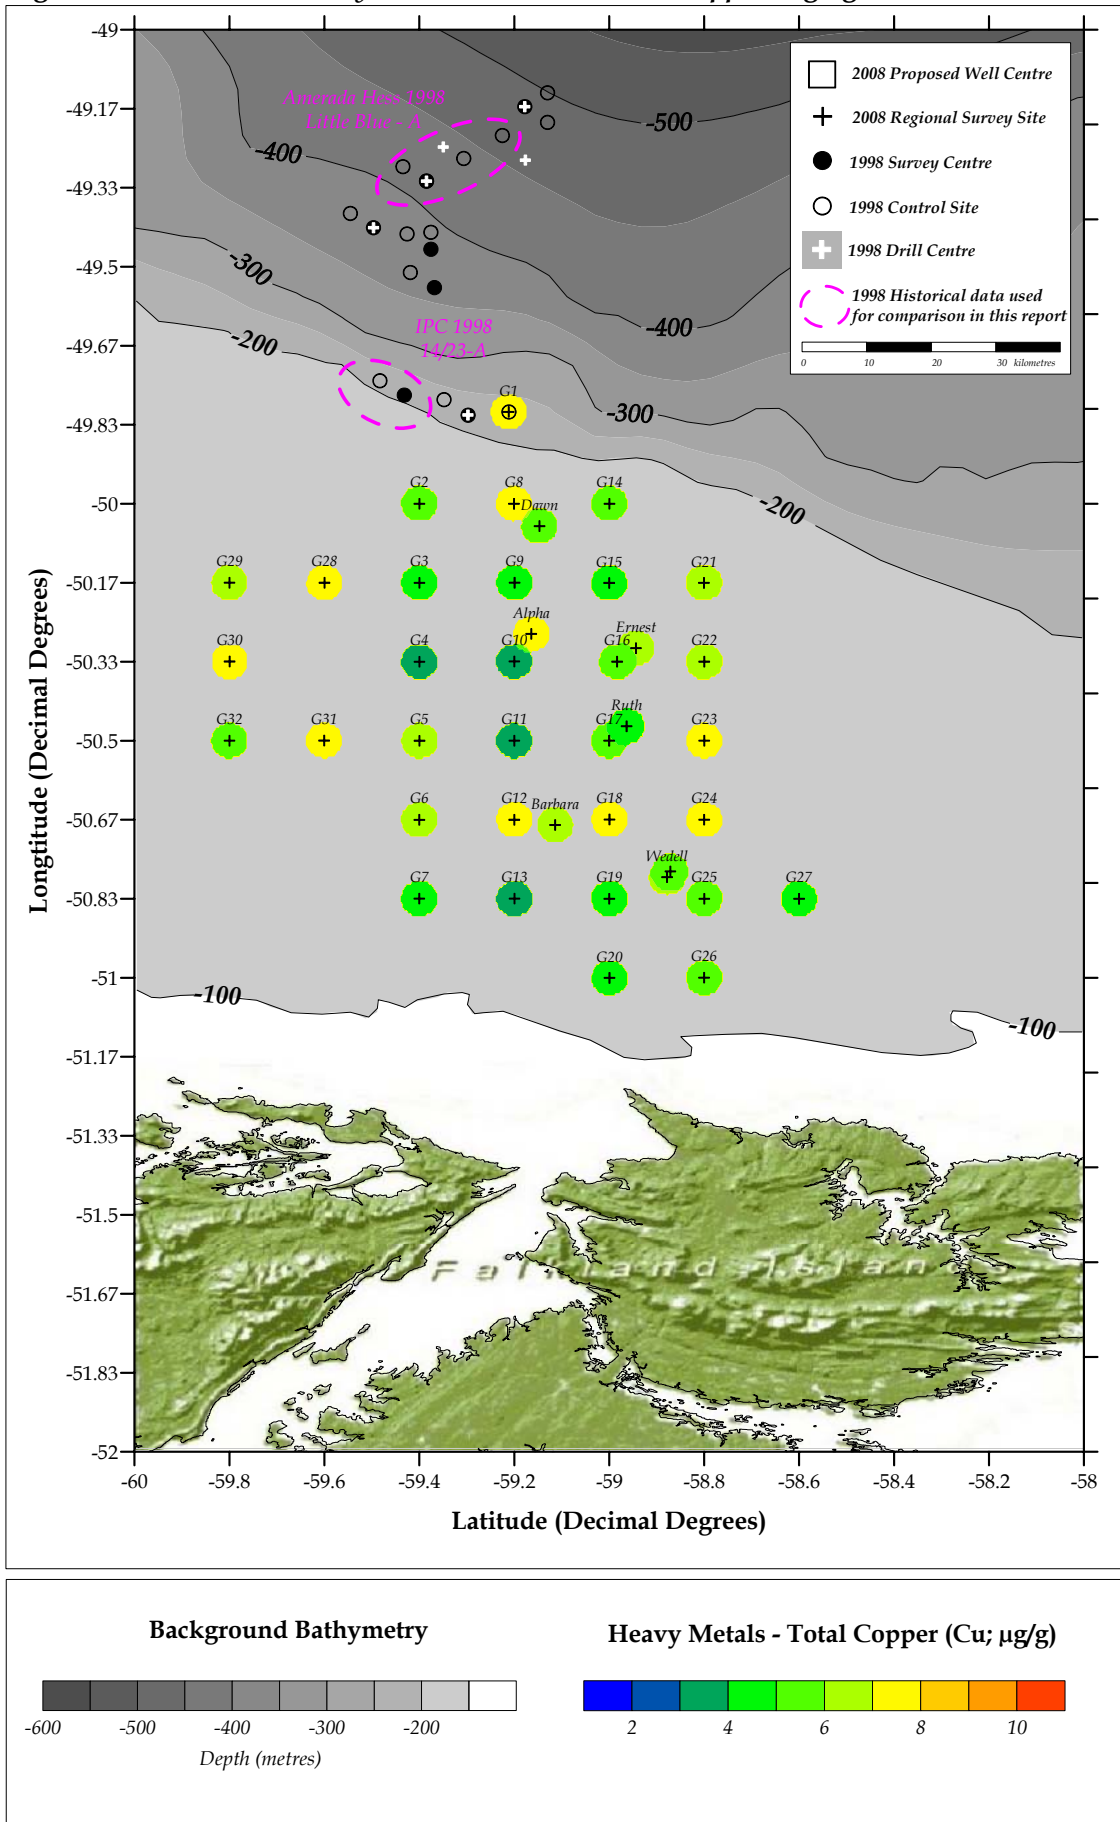 -49
-49.17
-49.33
-49.5
-49.67
-49.83
-50
-50.17
-50.33
-50.5
-50.67
-50.83
-51
-51.17
-51.33
-51.5
-51.67
-51.83
-52
Longtitude (Decimal Degrees)
Amerada Hess 1998
Little Blue - A
-500
-400
-300
-200
IPC 1998
14/23-A
-400
-300
-200
2008 Proposed Well Centre
2008 Regional Survey Site
1998 Survey Centre
1998 Control Site
1998 Drill Centre
1998 Historical data used
for comparison in this report
0 10 20 30 kilometres
G1
G2 G8 G14
Dawn
G29 G28 G3 G9 G15 G21
Alpha
Ernest
G30 G4 G10 G16 G22
Ruth
G32 G31 G5 G11 G17 G23
G6 G12 Barbara G18 G24
Wedell
G7 G13 G19 G25 G27
G20 G26
-100
-100
Falkland Islan
-60 -59.8 -59.6 -59.4 -59.2 -59 -58.8 -58.6 -58.4 -58.2 -58
Latitude (Decimal Degrees)
Background Bathymetry
-600 -500 -400 -300 -200
Depth (metres)
Heavy Metals - Total Copper (Cu; µg/g)
2 4 6 8 10